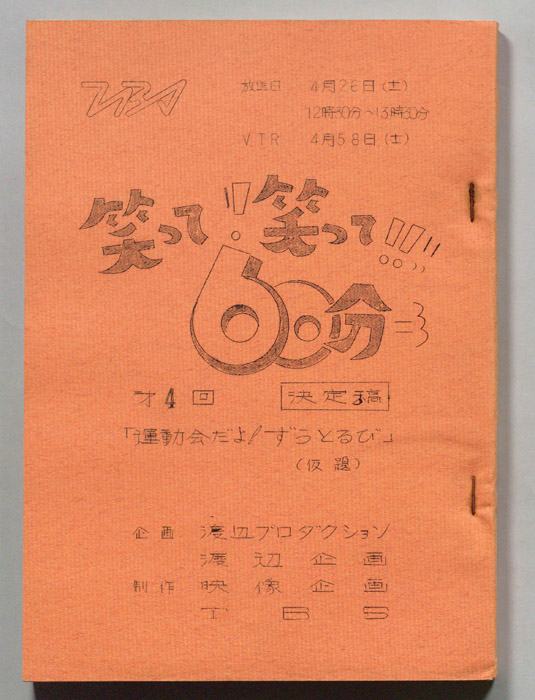 TBS
放送日 4月26日(土)
12時30分~13時30分
VTR 4月5日(土)
笑って!!笑って!!!!
60分
才4回 決定稿
「運動会だよ!ずうとるび」
(仮題)
企画 渡辺プロダクション
渡辺企画
制作 映像企画
TBS